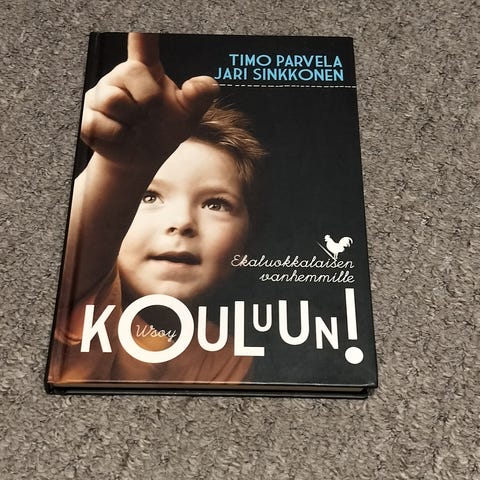 TIMO PARVELA
JARI SINKKONEN
Ekaluokkalaisen
vanhemmille
KOULUUN!
Wsoy